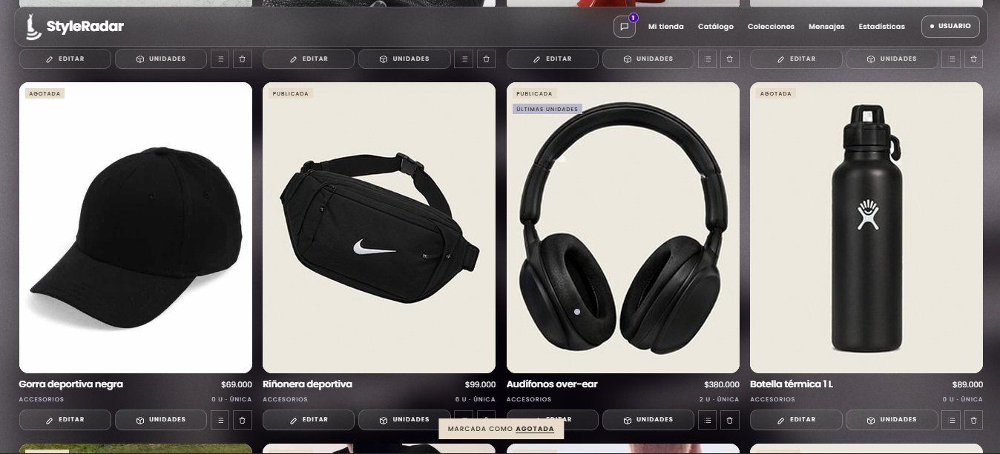 StyleRadar
1
Mi tienda
Catálogo
Colecciones
Mensajes
Estadísticas
USUARIO
EDITAR
UNIDADES
EDITAR
UNIDADES
EDITAR
UNIDADES
EDITAR
UNIDADES
AGOTADA
PUBLICADA
PUBLICADA
ÚLTIMAS UNIDADES
AGOTADA
Gorra deportiva negra
$69.000
ACCESORIOS
0 U · ÚNICA
Riñonera deportiva
$99.000
ACCESORIOS
6 U · ÚNICA
Audífonos over-ear
$380.000
ACCESORIOS
2 U · ÚNICA
Botella térmica 1 L
$89.000
ACCESORIOS
0 U · ÚNICA
EDITAR
UNIDADES
EDITAR
UNIDADES
UNIDADES
EDITAR
UNIDADES
MARCADA COMO AGOTADA